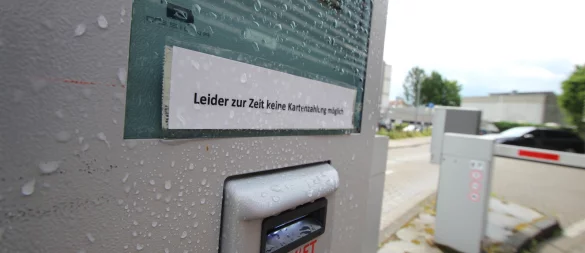 Leider zur Zeit keine Kartenzahlung möglich